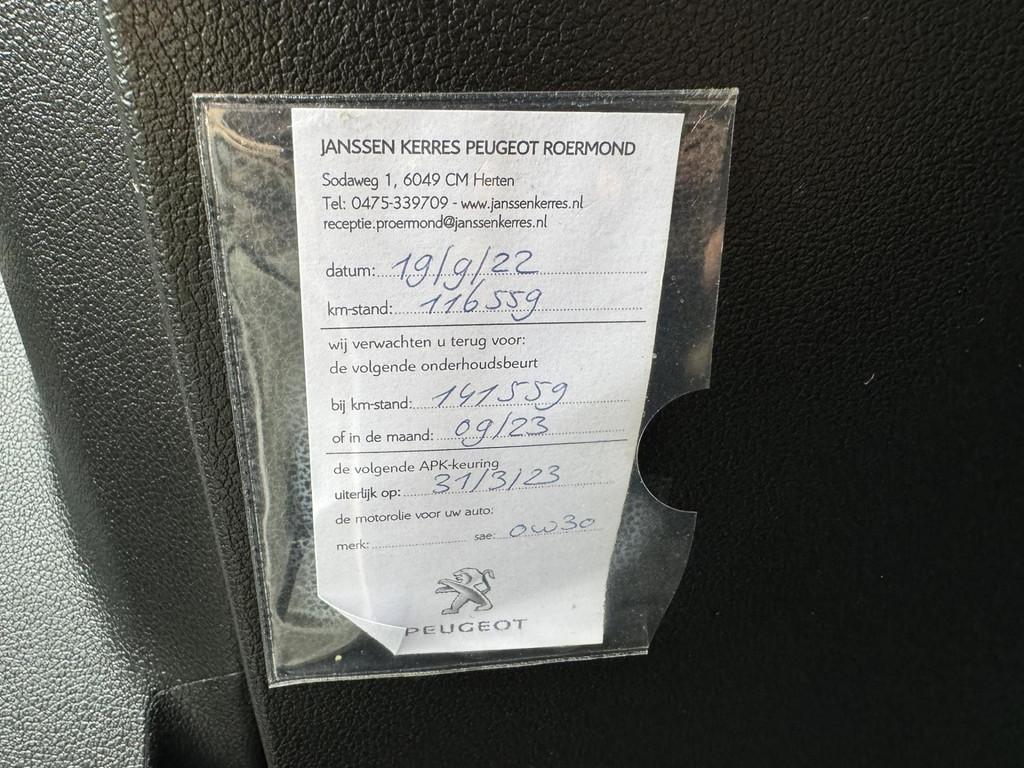 JANSSEN KERRES PEUGEOT ROERMOND
Sodaweg 1, 6049 CM Herten
Tel: 0475-339709 - www.janssenkerres.nl
receptie.proermond@janssenkerres.nl
datum: 19/9/22
km-stand: 116559
wij verwachten u terug voor:
de volgende onderhoudsbeurt
bij km-stand: 141559
of in de maand: 09/23
de volgende APK-keuring
uiterlijk op: 31/3/23
de motorolie voor uw auto:
merk: sae: 0w30
PEUGEOT